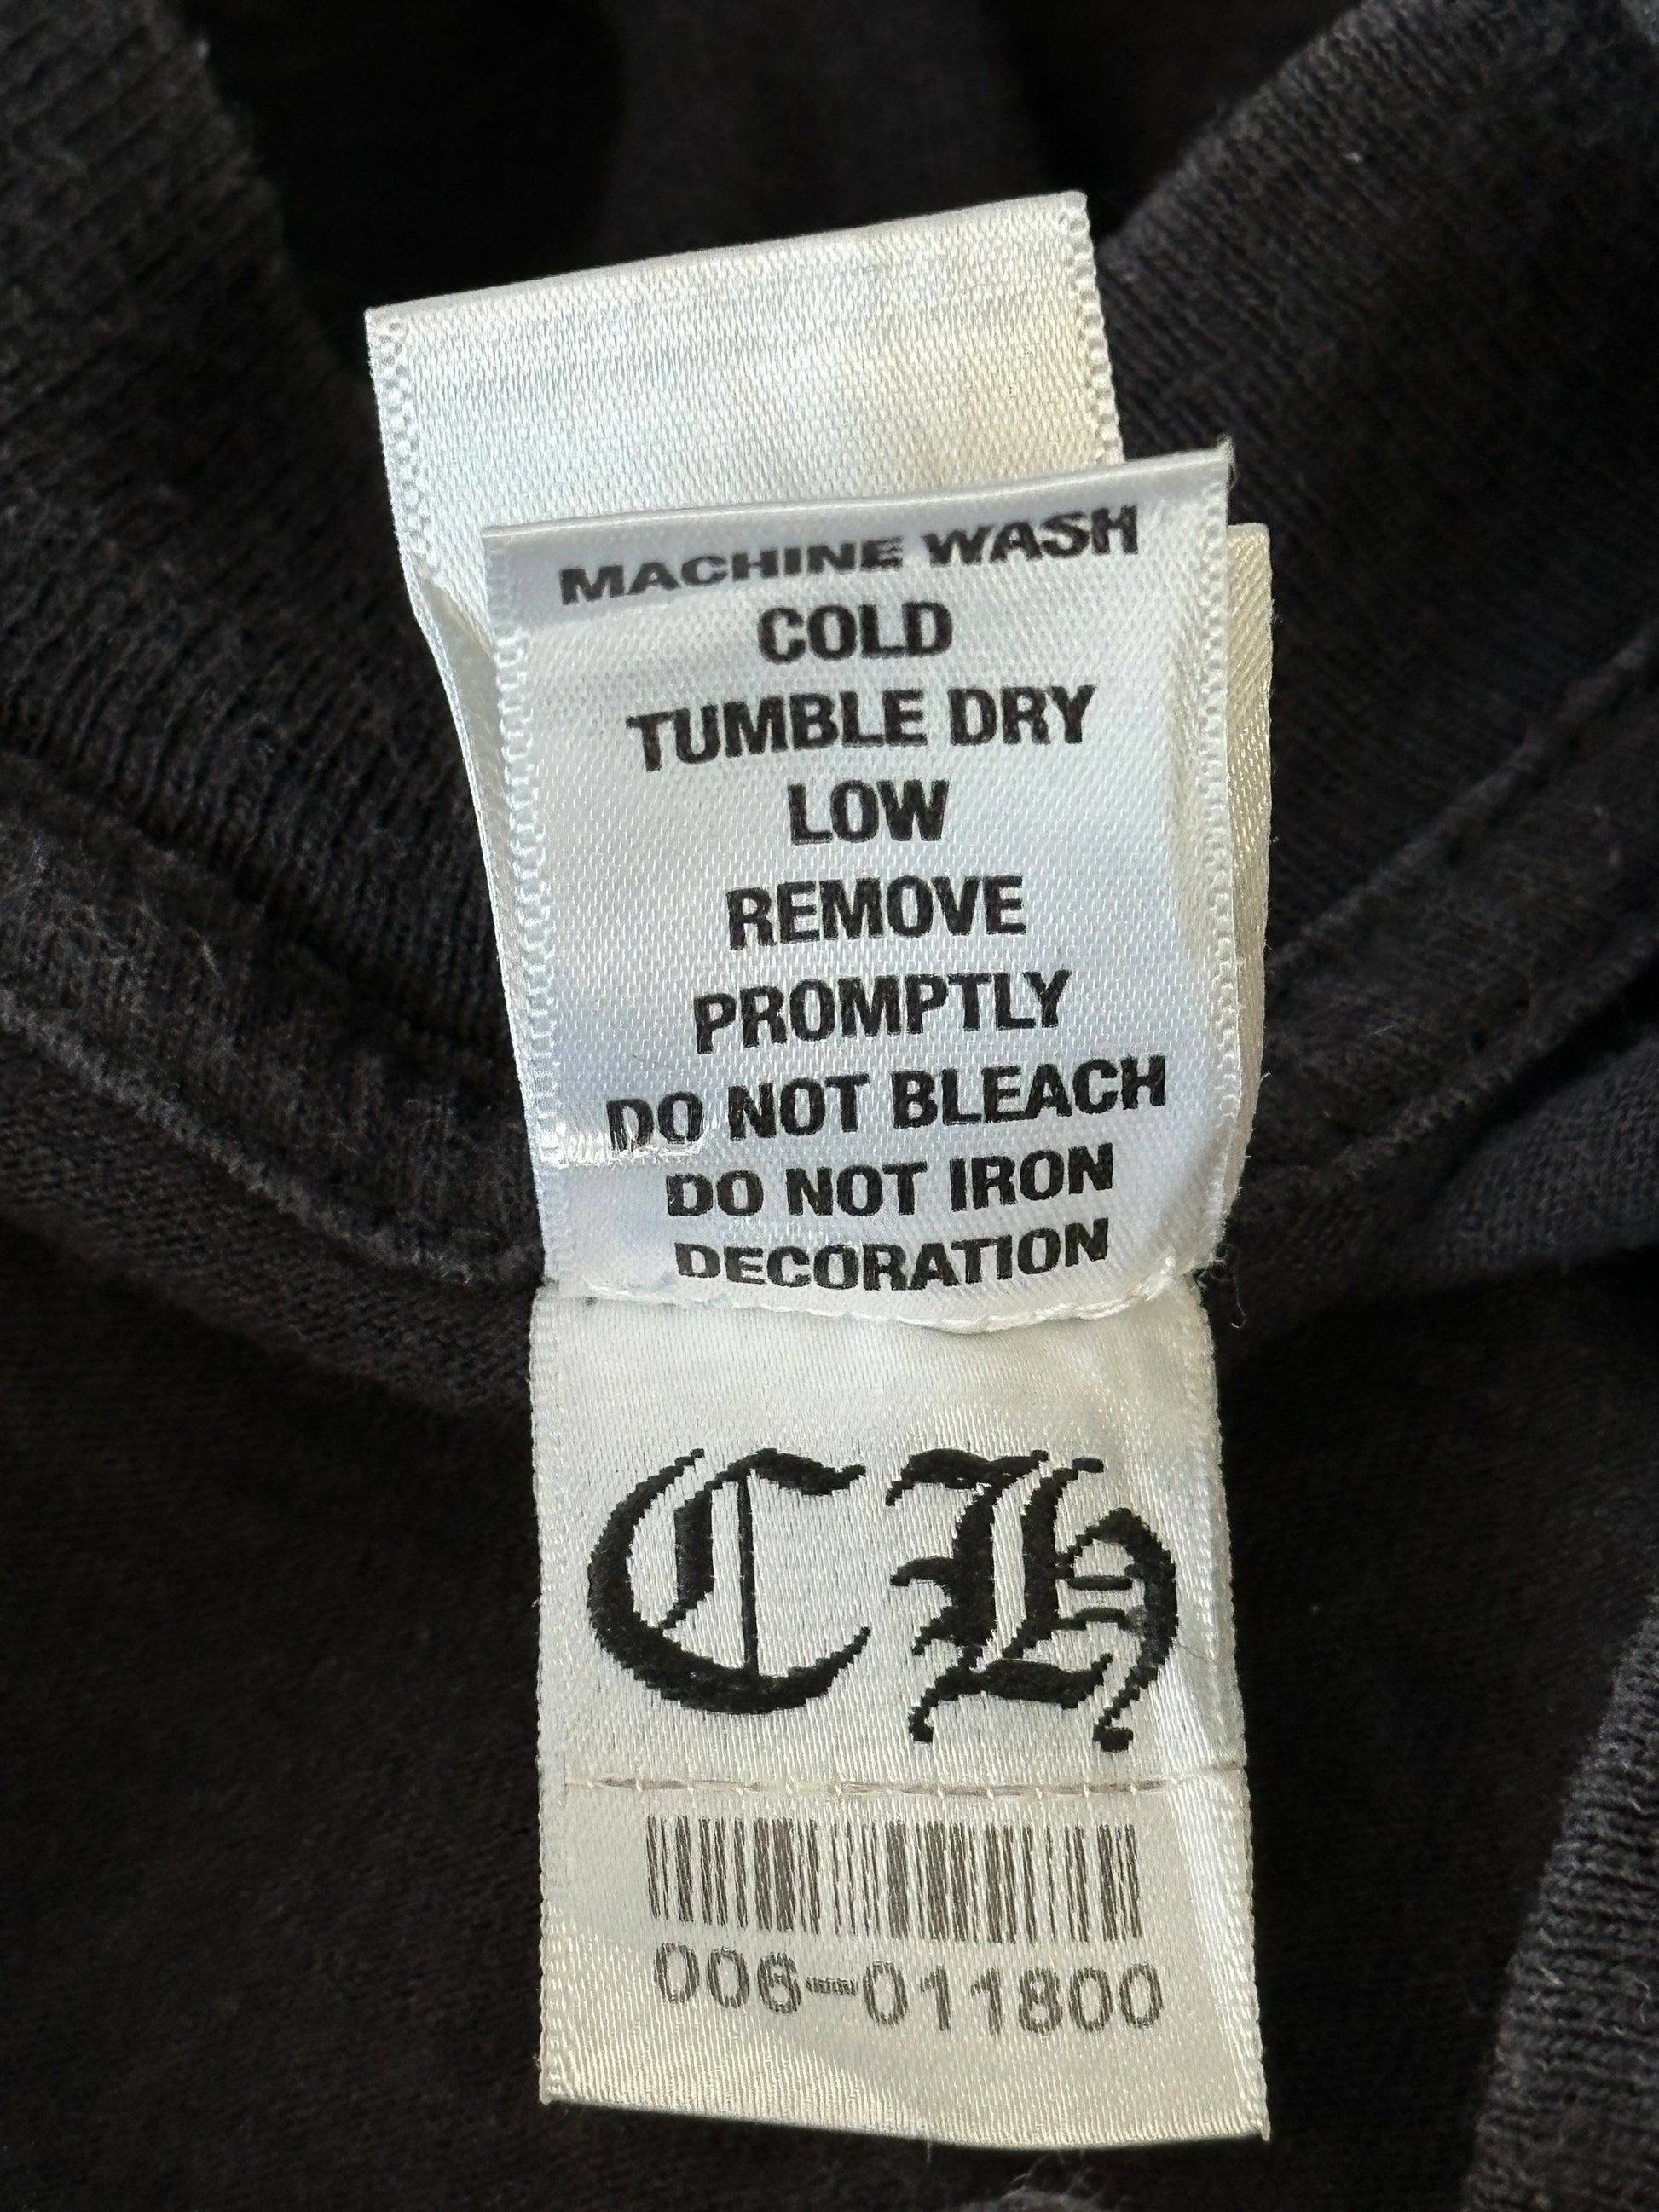 MACHINE WASH
COLD
TUMBLE DRY
LOW
REMOVE
PROMPTLY
DO NOT BLEACH
DO NOT IRON
DECORATION
CH
006-011800